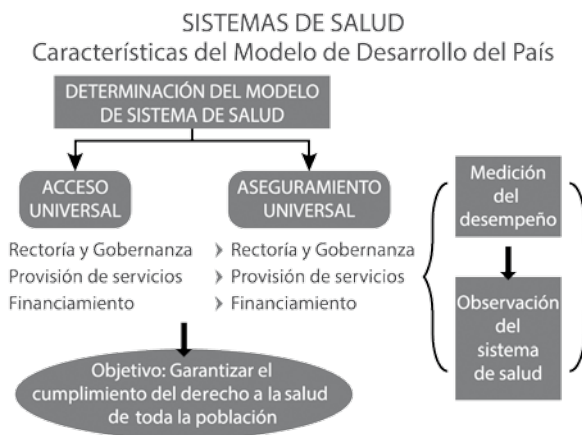 SISTEMAS DE SALUD
Características del Modelo de Desarrollo del País
DETERMINACIÓN DEL MODELO
DE SISTEMA DE SALUD
ACCESO
UNIVERSAL
Rectoría y Gobernanza
Provisión de servicios
Financiamiento
ASEGURAMIENTO
UNIVERSAL
Rectoría y Gobernanza
Provisión de servicios
Financiamiento
Objetivo: Garantizar el
cumplimiento del derecho a la salud
de toda la población
Medición
del
desempeño
Observación
del
sistema
de salud